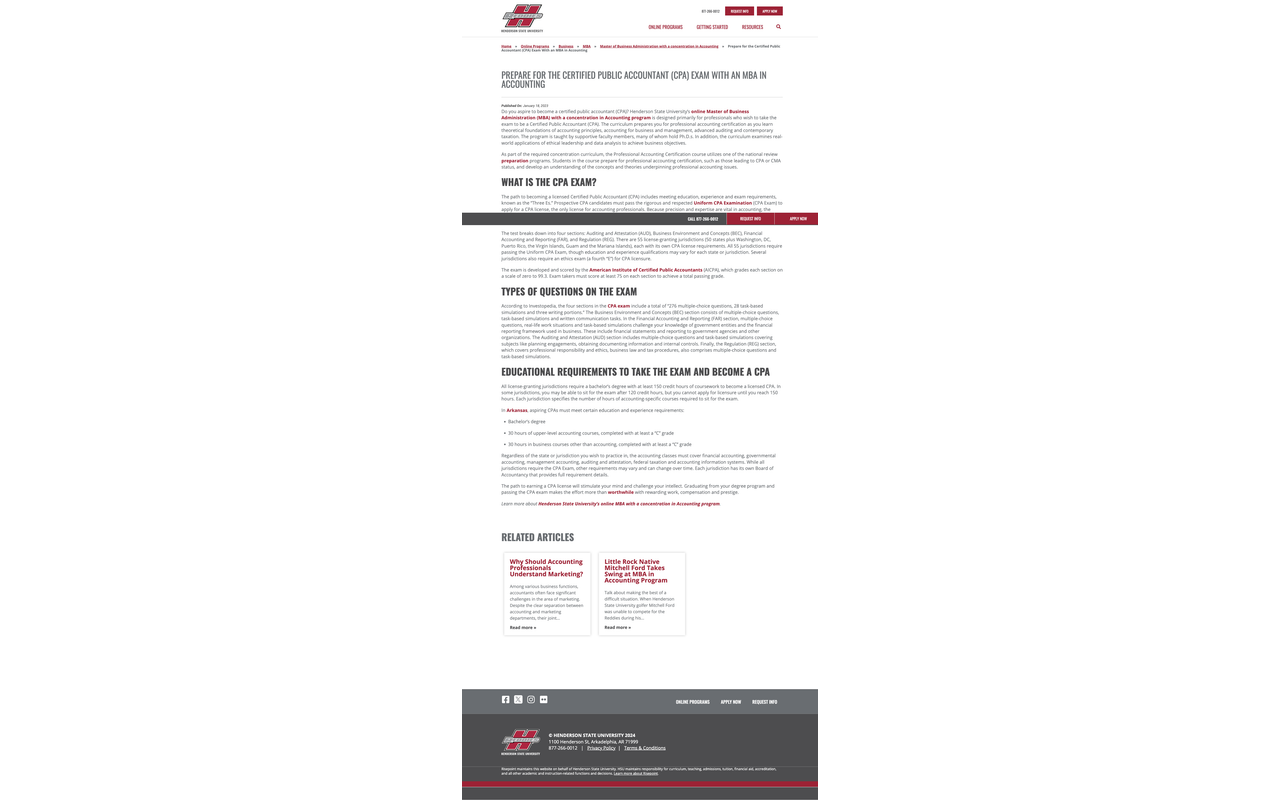 877-266-0012 REQUEST INFO APPLY NOW
HENDERSON STATE UNIVERSITY
ONLINE PROGRAMS GETTING STARTED RESOURCES
Home » Online Programs » Business » MBA » Master of Business Administration with a concentration in Accounting » Prepare for the Certified Public
Accountant (CPA) Exam With an MBA in Accounting
PREPARE FOR THE CERTIFIED PUBLIC ACCOUNTANT (CPA) EXAM WITH AN MBA IN
ACCOUNTING
Published On: January 18, 2023
Do you aspire to become a certified public accountant (CPA)? Henderson State University's online Master of Business
Administration (MBA) with a concentration in Accounting program is designed primarily for professionals who wish to take the
exam to be a Certified Public Accountant (CPA). The curriculum prepares you for professional accounting certification as you learn
theoretical foundations of accounting principles, accounting for business and management, advanced auditing and contemporary
taxation. The program is taught by supportive faculty members, many of whom hold Ph.D.s. In addition, the curriculum examines real-
world applications of ethical leadership and data analysis to achieve business objectives.
As part of the required concentration curriculum, the Professional Accounting Certification course utilizes one of the national review
preparation programs. Students in the course prepare for professional accounting certification, such as those leading to CPA or CMA
status, and develop an understanding of the concepts and theories underpinning professional accounting issues.
WHAT IS THE CPA EXAM?
The path to becoming a licensed Certified Public Accountant (CPA) includes meeting education, experience and exam requirements,
known as the "Three Es." Prospective CPA candidates must pass the rigorous and respected Uniform CPA Examination (CPA Exam) to
apply for a CPA license, the only license for accounting professionals. Because precision and expertise are vital in accounting, the
CALL 877-266-0012 REQUEST INFO APPLY NOW
The test breaks down into four sections: Auditing and Attestation (AUD), Business Environment and Concepts (BEC), Financial
Accounting and Reporting (FAR), and Regulation (REG). There are 55 license-granting jurisdictions (50 states plus Washington, DC,
Puerto Rico, the Virgin Islands, Guam and the Mariana Islands), each with its own CPA license requirements. All 55 jurisdictions require
passing the Uniform CPA Exam, though education and experience qualifications may vary for each state or jurisdiction. Several
jurisdictions also require an ethics exam (a fourth "E") for CPA licensure.
The exam is developed and scored by the American Institute of Certified Public Accountants (AICPA), which grades each section on
a scale of zero to 99.3. Exam takers must score at least 75 on each section to achieve a total passing grade.
TYPES OF QUESTIONS ON THE EXAM
According to Investopedia, the four sections in the CPA exam include a total of "276 multiple-choice questions, 28 task-based
simulations and three writing portions." The Business Environment and Concepts (BEC) section consists of multiple-choice questions,
task-based simulations and written communication tasks. In the Financial Accounting and Reporting (FAR) section, multiple-choice
questions, real-life work situations and task-based simulations challenge your knowledge of government entities and the financial
reporting framework used in business. These include financial statements and reporting to government agencies and other
organizations. The Auditing and Attestation (AUD) section includes multiple-choice questions and task-based simulations covering
subjects like planning engagements, obtaining documenting information and internal controls. Finally, the Regulation (REG) section,
which covers professional responsibility and ethics, business law and tax procedures, also comprises multiple-choice questions and
task-based simulations.
EDUCATIONAL REQUIREMENTS TO TAKE THE EXAM AND BECOME A CPA
All license-granting jurisdictions require a bachelor's degree with at least 150 credit hours of coursework to become a licensed CPA. In
some jurisdictions, you may be able to sit for the exam after 120 credit hours, but you cannot apply for licensure until you reach 150
hours. Each jurisdiction specifies the number of hours of accounting-specific courses required to sit for the exam.
In Arkansas, aspiring CPAs must meet certain education and experience requirements:
• Bachelor's degree
• 30 hours of upper-level accounting courses, completed with at least a "C" grade
• 30 hours in business courses other than accounting, completed with at least a "C" grade
Regardless of the state or jurisdiction you wish to practice in, the accounting classes must cover financial accounting, governmental
accounting, management accounting, auditing and attestation, federal taxation and accounting information systems. While all
jurisdictions require the CPA Exam, other requirements may vary and can change over time. Each jurisdiction has its own Board of
Accountancy that provides full requirement details.
The path to earning a CPA license will stimulate your mind and challenge your intellect. Graduating from your degree program and
passing the CPA exam makes the effort more than worthwhile with rewarding work, compensation and prestige.
Learn more about Henderson State University's online MBA with a concentration in Accounting program.
RELATED ARTICLES
Why Should Accounting
Professionals
Understand Marketing?
Among various business functions,
accountants often face significant
challenges in the area of marketing.
Despite the clear separation between
accounting and marketing
departments, their joint...
Read more »
Little Rock Native
Mitchell Ford Takes
Swing at MBA in
Accounting Program
Talk about making the best of a
difficult situation. When Henderson
State University golfer Mitchell Ford
was unable to compete for the
Reddies during his...
Read more »
ONLINE PROGRAMS APPLY NOW REQUEST INFO
HENDERSON STATE UNIVERSITY
© HENDERSON STATE UNIVERSITY 2024
1100 Henderson St, Arkadelphia, AR 71999
877-266-0012 | Privacy Policy | Terms & Conditions
Risepoint maintains this website on behalf of Henderson State University. HSU maintains responsibility for curriculum, teaching, admissions, tuition, financial aid, accreditation,
and all other academic and instruction-related functions and decisions. Learn more about Risepoint.